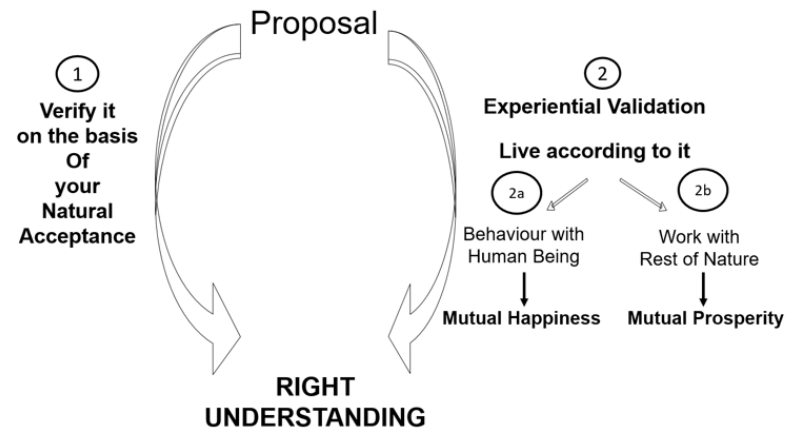 Proposal
1
Verify it
on the basis
Of
your
Natural
Acceptance
2
Experiential Validation
Live according to it
2a
Behaviour with
Human Being
Mutual Happiness
2b
Work with
Rest of Nature
Mutual Prosperity
RIGHT
UNDERSTANDING